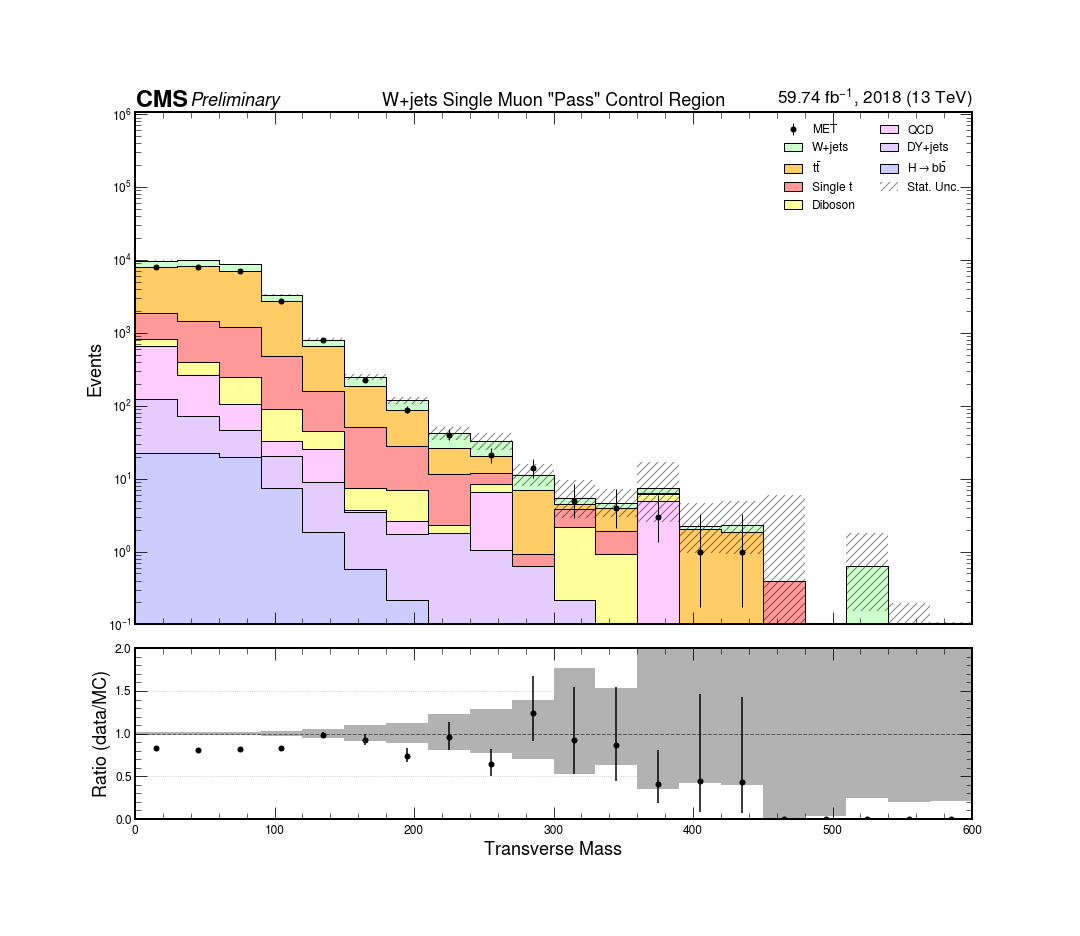 CMS Preliminary W+jets Single Muon "Pass" Control Region 59.74 fb⁻¹, 2018 (13 TeV)
10⁶
10⁵
10⁴
10³
10²
10¹
10⁰
10⁻¹
Events
MET
W+jets
tt̄
Single t
Diboson
QCD
DY+jets
H→bb̄
Stat. Unc.
2.0
1.5
1.0
0.5
0.0
Ratio (data/MC)
0 100 200 300 400 500 600
Transverse Mass